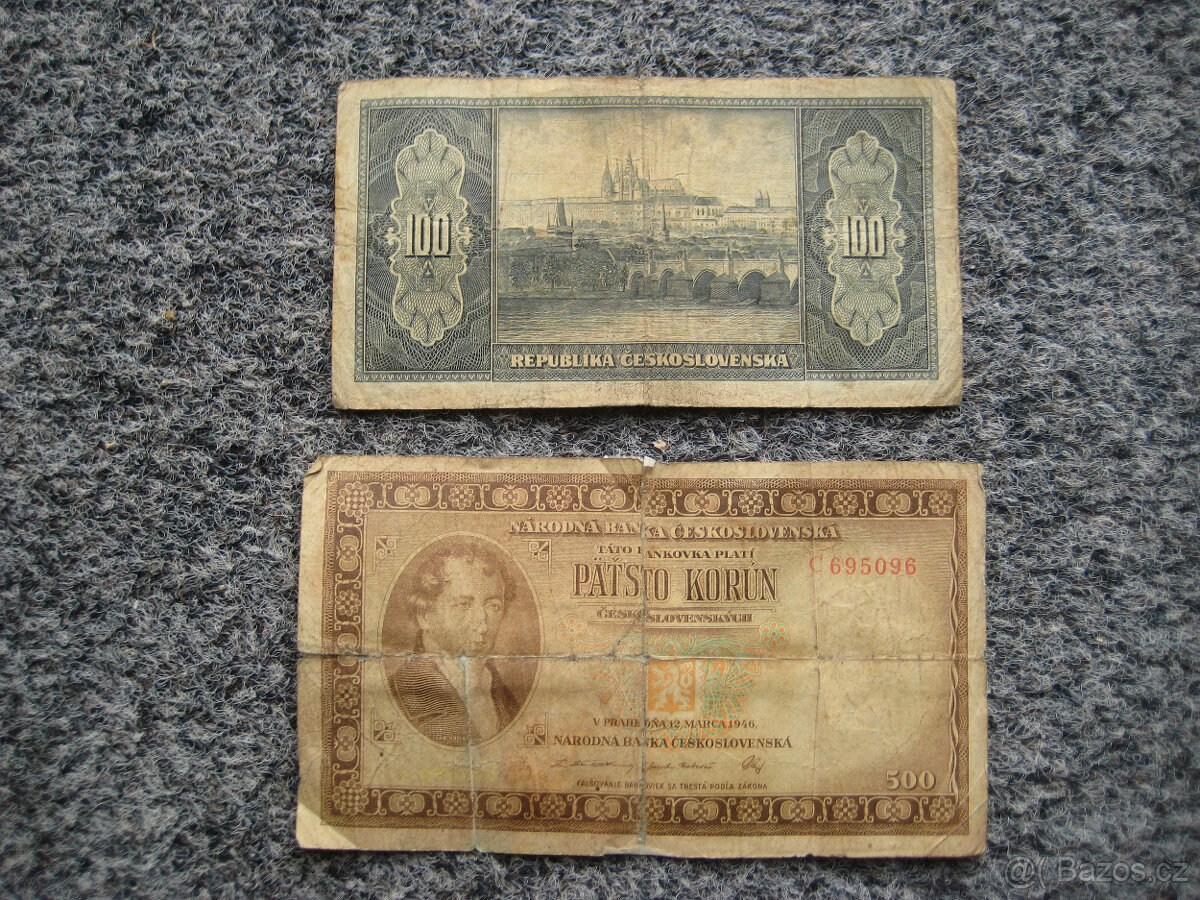 100
100
REPUBLIKA ČESKOSLOVENSKÁ
NÁRODNÁ BANKA ČESKOSLOVENSKÁ
TÁTO BANKOVKA PLATÍ
PÄŤSTO KORÚN
ČESKOSLOVENSKÝCH
C 695096
V PRAHE DŇA 12. MARCA 1946.
NÁRODNÁ BANKA ČESKOSLOVENSKÁ
FALŠOVANIE BANKOVIEK SA TRESTÁ PODĽA ZÁKONA
500
@( Bazos.cz